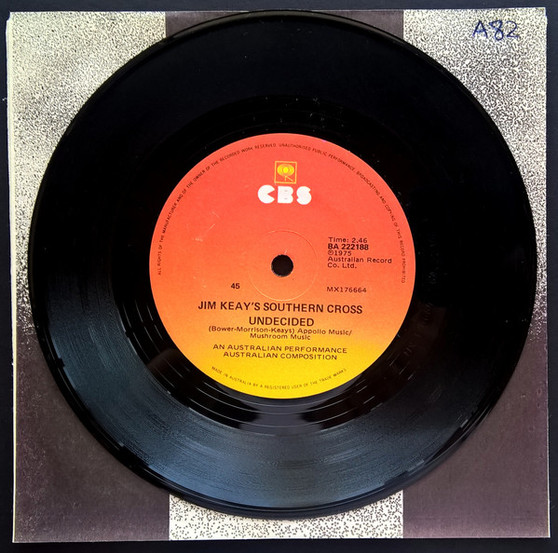 A82
ALL RIGHTS OF THE MANUFACTURER AND OF THE OWNER OF THE RECORDED WORK RESERVED. UNAUTHORISED PUBLIC PERFORMANCE, BROADCASTING AND COPYING OF THIS RECORD PROHIBITED
CBS
Time: 2.46
BA 222188
©1975
Australian Record
Co. Ltd.
45
MX176664
JIM KEAY'S SOUTHERN CROSS
UNDECIDED
(Bower-Morrison-Keays) Appollo Music/
Mushroom Music
AN AUSTRALIAN PERFORMANCE
AUSTRALIAN COMPOSITION
MADE IN AUSTRALIA BY A REGISTERED USER OF THE TRADE MARKS